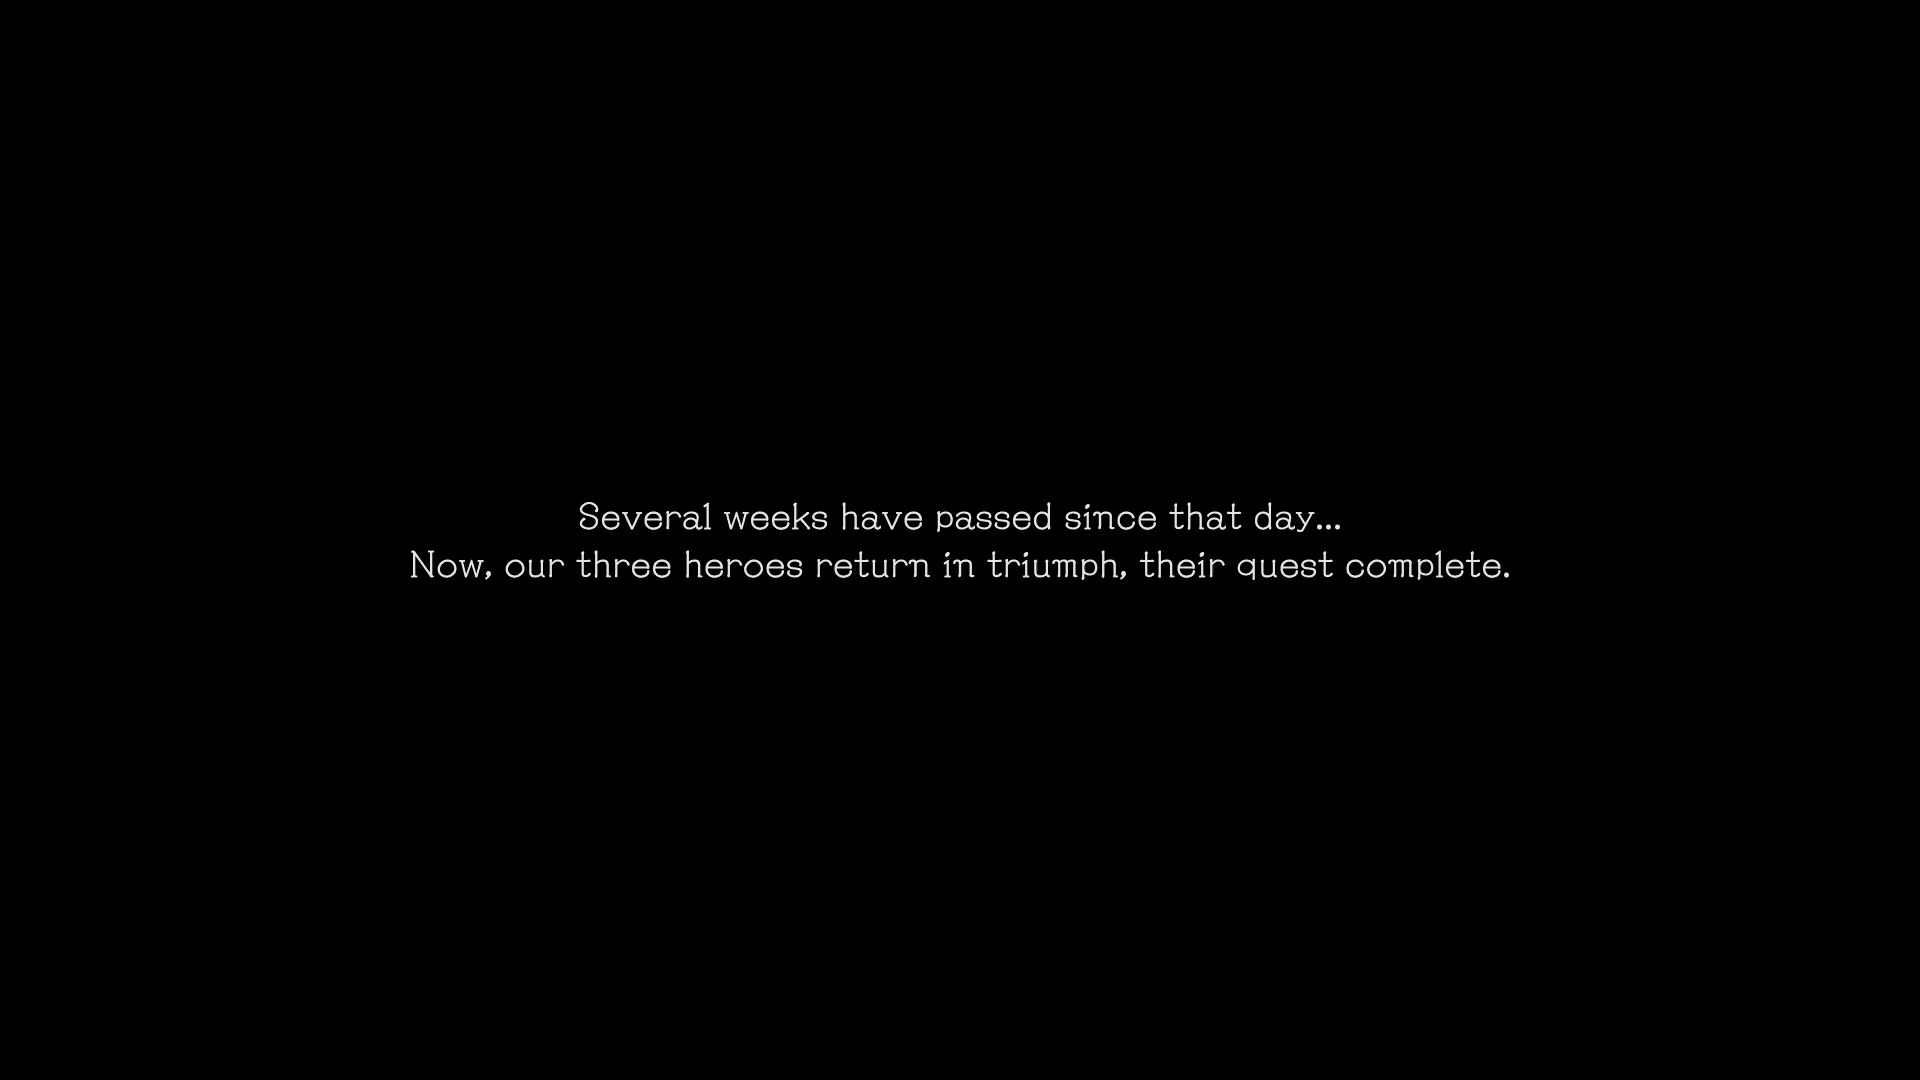 Several weeks have passed since that day...
Now, our three heroes return in triumph, their quest complete.